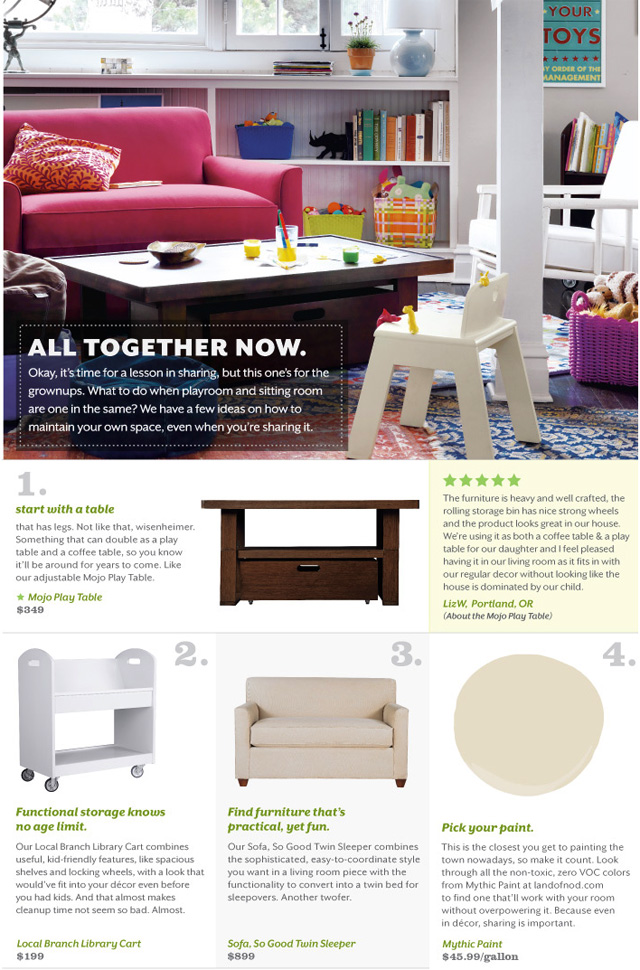 YOUR
TOYS
BY ORDER OF THE
MANAGEMENT
ALL TOGETHER NOW.
Okay, it's time for a lesson in sharing, but this one's for the
grownups. What to do when playroom and sitting room
are one in the same? We have a few ideas on how to
maintain your own space, even when you're sharing it.
1.
start with a table
that has legs. Not like that, wisenheimer.
Something that can double as a play
table and a coffee table, so you know
it'll be around for years to come. Like
our adjustable Mojo Play Table.
★ Mojo Play Table
$349
★★★★★
The furniture is heavy and well crafted, the
rolling storage bin has nice strong wheels
and the product looks great in our house.
We're using it as both a coffee table & a play
table for our daughter and I feel pleased
having it in our living room as it fits in with
our regular decor without looking like the
house is dominated by our child.
LizW, Portland, OR
(About the Mojo Play Table)
2.
Functional storage knows
no age limit.
Our Local Branch Library Cart combines
useful, kid-friendly features, like spacious
shelves and locking wheels, with a look that
would've fit into your décor even before
you had kids. And that almost makes
cleanup time not seem so bad. Almost.
Local Branch Library Cart
$199
3.
Find furniture that's
practical, yet fun.
Our Sofa, So Good Twin Sleeper combines
the sophisticated, easy-to-coordinate style
you want in a living room piece with the
functionality to convert into a twin bed for
sleepovers. Another twofer.
Sofa, So Good Twin Sleeper
$899
4.
Pick your paint.
This is the closest you get to painting the
town nowadays, so make it count. Look
through all the non-toxic, zero VOC colors
from Mythic Paint at landofnod.com
to find one that'll work with your room
without overpowering it. Because even
in décor, sharing is important.
Mythic Paint
$45.99/gallon